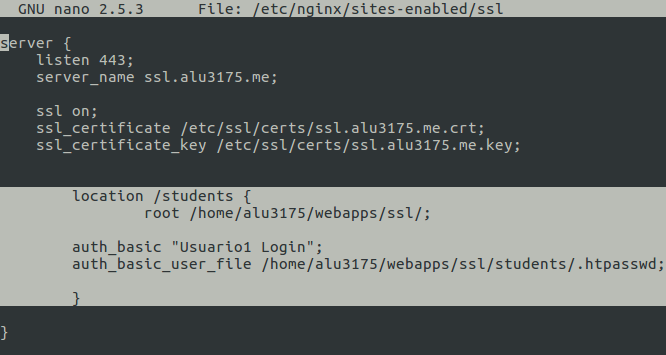 GNU nano 2.5.3 File: /etc/nginx/sites-enabled/ssl
server {
listen 443;
server_name ssl.alu3175.me;
ssl on;
ssl_certificate /etc/ssl/certs/ssl.alu3175.me.crt;
ssl_certificate_key /etc/ssl/certs/ssl.alu3175.me.key;
location /students {
root /home/alu3175/webapps/ssl/;
auth_basic "Usuario1 Login";
auth_basic_user_file /home/alu3175/webapps/ssl/students/.htpasswd;
}
}